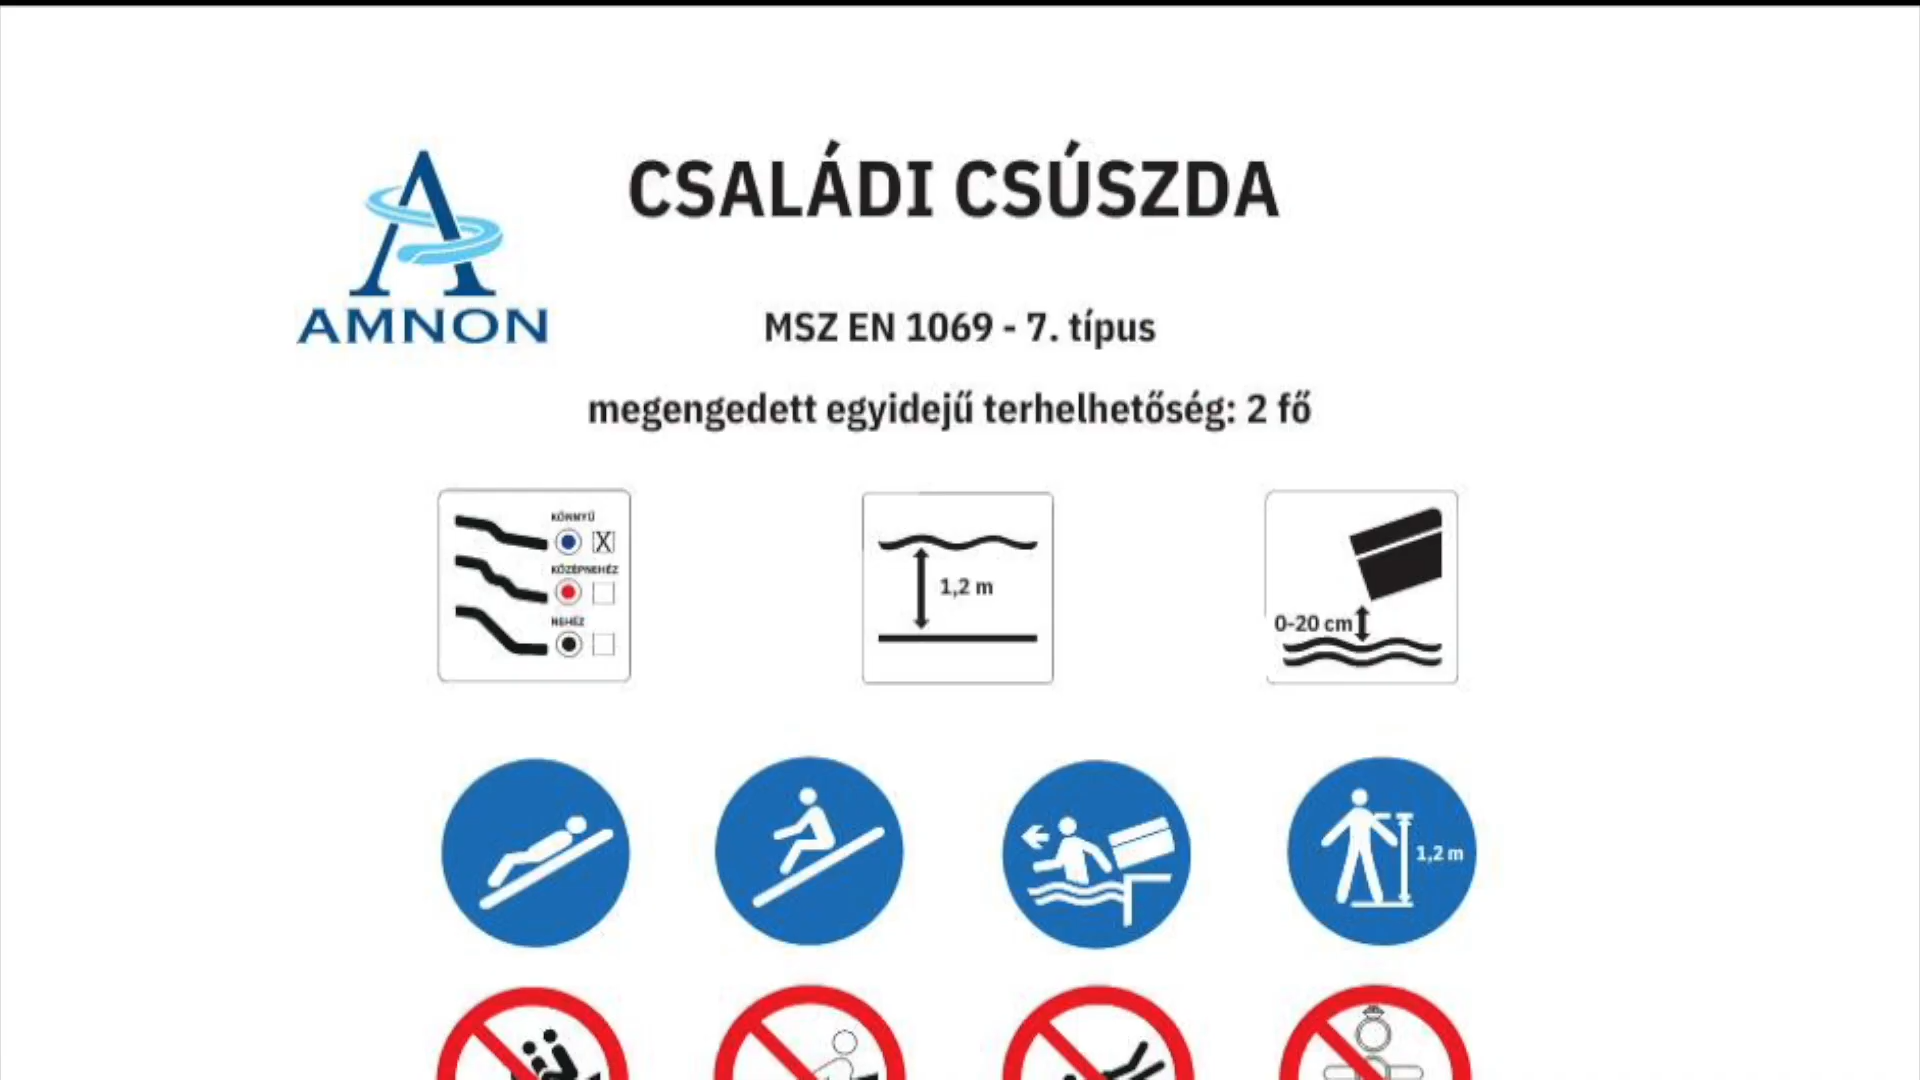 CSALÁDI CSÚSZDA
AMNON
MSZ EN 1069 - 7. típus
megengedett egyidejű terhelhetőség: 2 fő
KÖNNYŰ
X
KÖZÉPNEHÉZ
NEHÉZ
1,2 m
0-20 cm
1,2 m